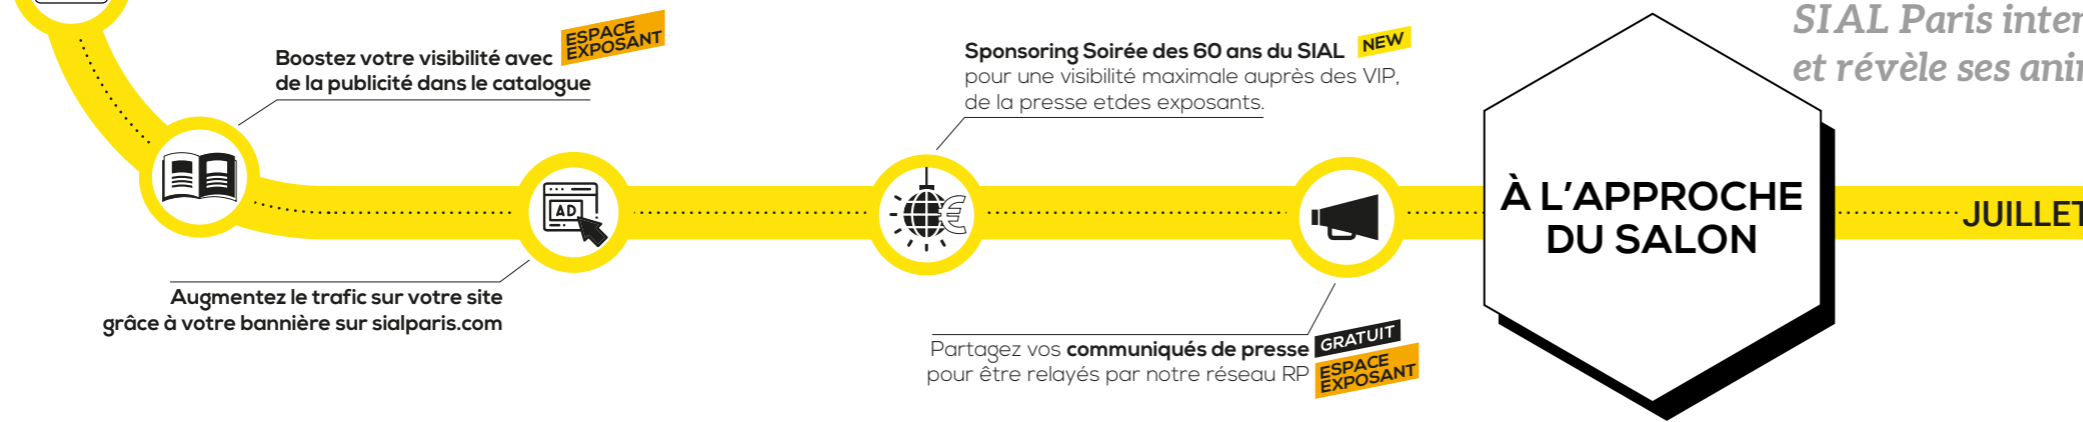 Boostez votre visibilité avec
de la publicité dans le catalogue
ESPACE
EXPOSANT
AD
Augmentez le trafic sur votre site
grâce à votre bannière sur sialparis.com
Sponsoring Soirée des 60 ans du SIAL NEW
pour une visibilité maximale auprès des VIP,
de la presse etdes exposants.
€
Partagez vos communiqués de presse GRATUIT
pour être relayés par notre réseau RP
ESPACE
EXPOSANT
À L'APPROCHE
DU SALON
SIAL Paris
et révèle ses
JUILLET